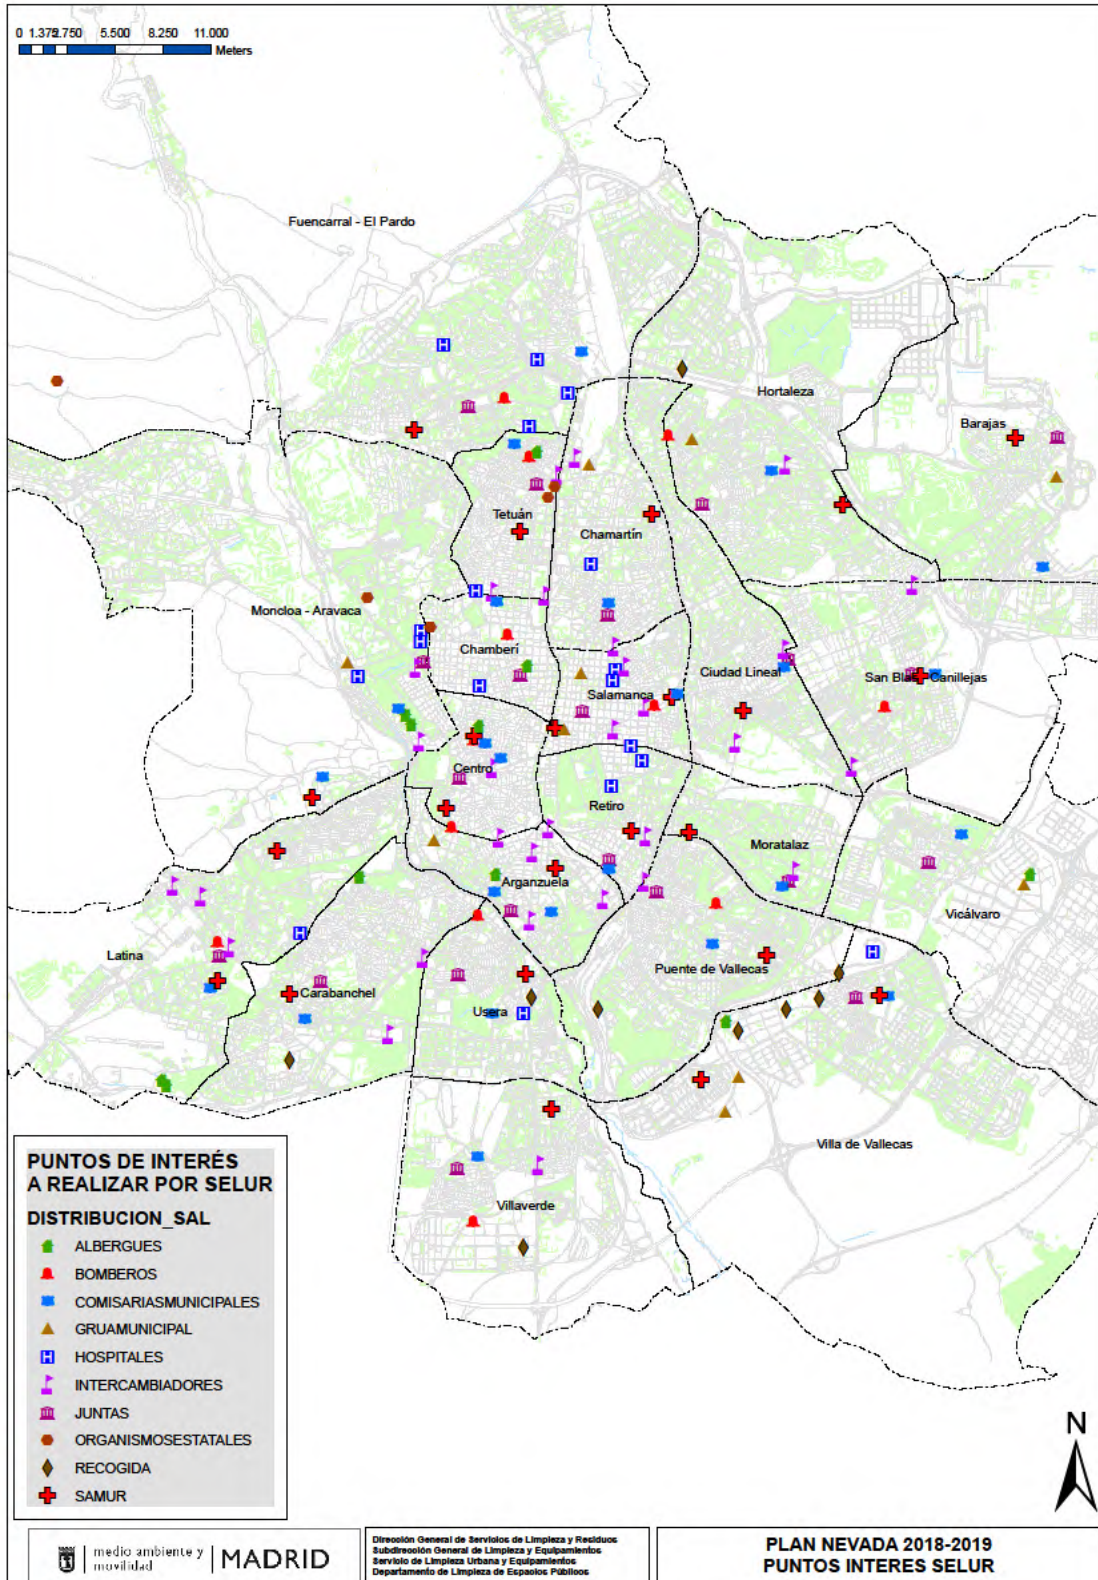 0 1.375 2.750 5.500 8.250 11.000
Meters
Fuencarral - El Pardo
Hortaleza
Barajas
Tetuán
Chamartín
Moncloa - Aravaca
Chamberí
Ciudad Lineal
San Blas - Canillejas
Salamanca
Centro
Retiro
Moratalaz
Arganzuela
Vicálvaro
Latina
Puente de Vallecas
Carabanchel
Usera
Villa de Vallecas
Villaverde
PUNTOS DE INTERÉS
A REALIZAR POR SELUR
DISTRIBUCION_SAL
ALBERGUES
BOMBEROS
COMISARIASMUNICIPALES
GRUAMUNICIPAL
H HOSPITALES
INTERCAMBIADORES
JUNTAS
ORGANISMOSESTATALES
RECOGIDA
SAMUR
N
medio ambiente y
movilidad
MADRID
Dirección General de Servicios de Limpieza y Residuos
Subdirección General de Limpieza y Equipamientos
Servicio de Limpieza Urbana y Equipamientos
Departamento de Limpieza de Espacios Públicos
PLAN NEVADA 2018-2019
PUNTOS INTERES SELUR